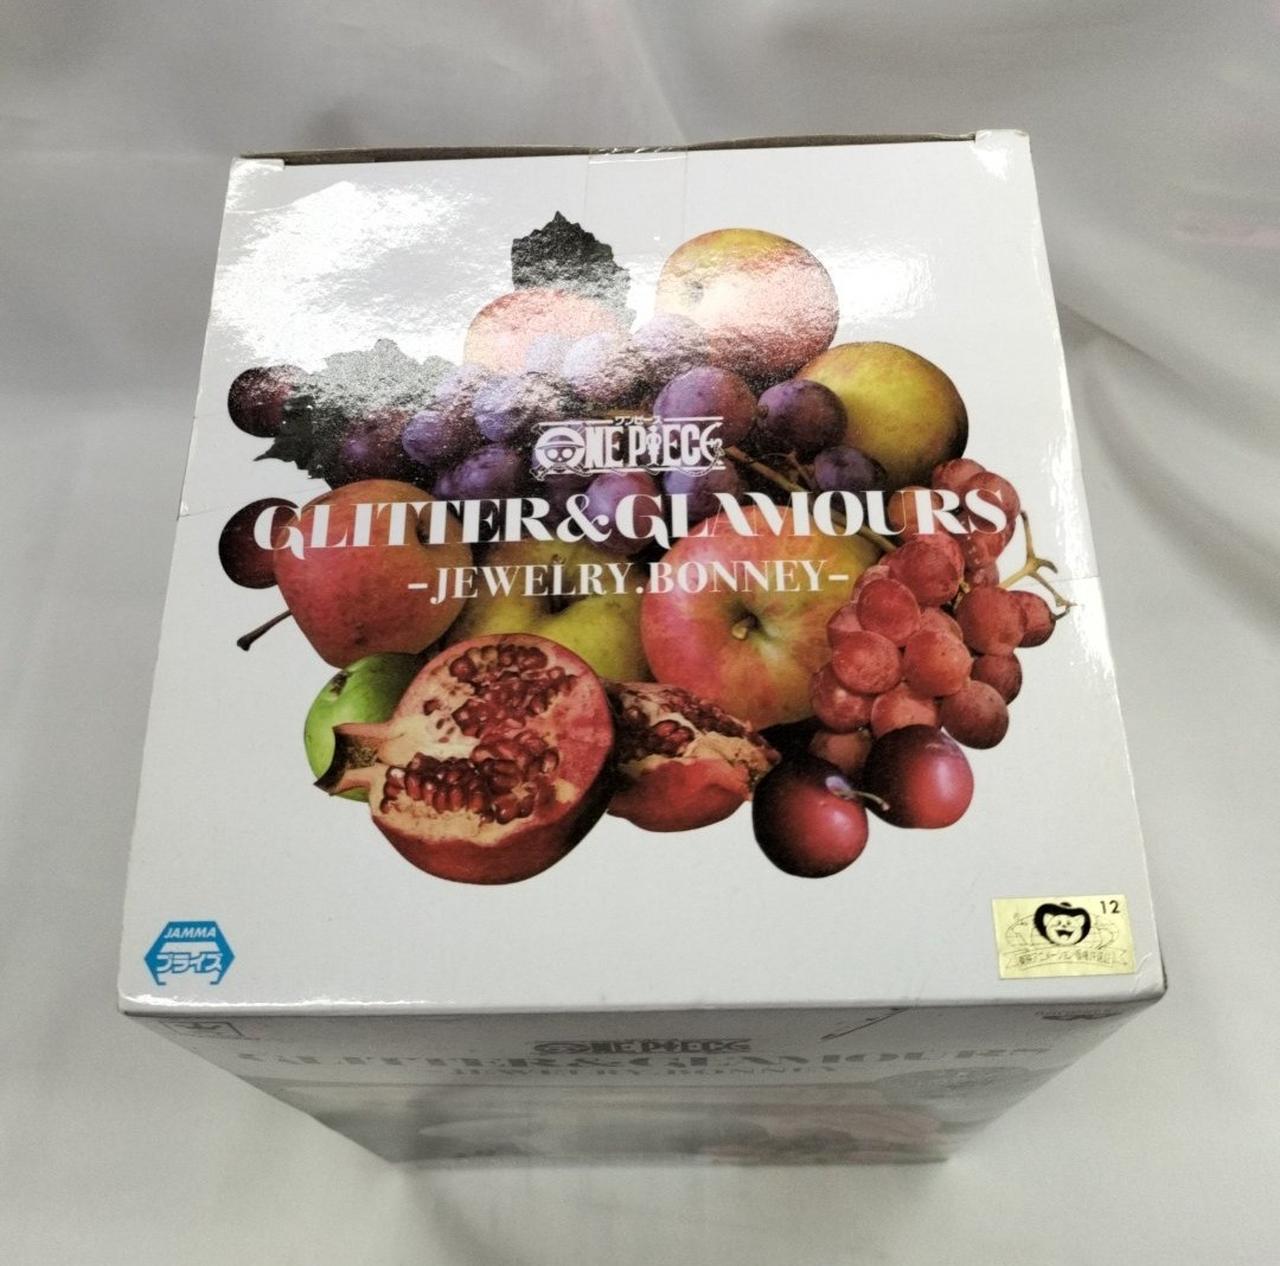 ワンピース
ONE PIECE
GLITTER&GLAMOURS
-JEWELRY.BONNEY-
JAMMA
プライズ
12
ONE PIECE
GLITTER&GLAMOURS
-JEWELRY.BONNEY-